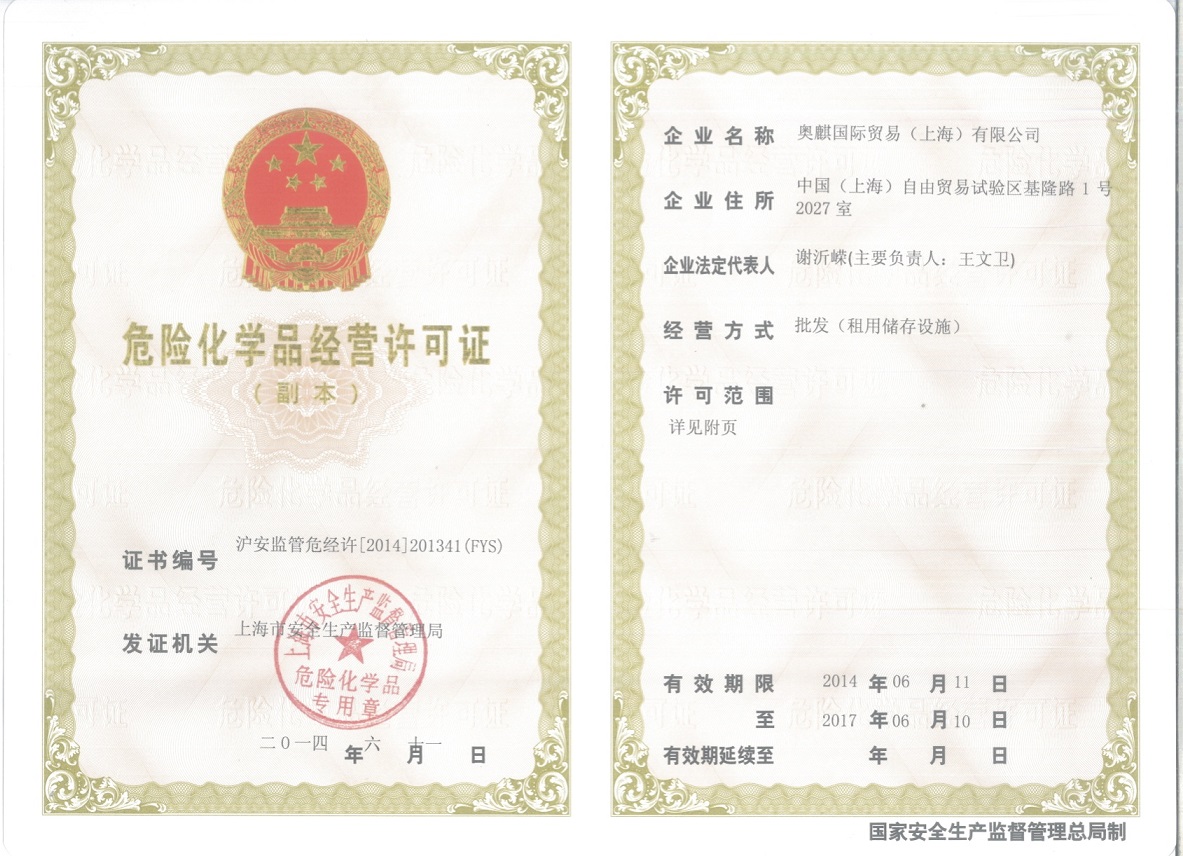 危险化学品经营许可证
（副本）
证书编号 沪安监管危经许[2014]201341(FYS)
发证机关 上海市安全生产监督管理局
上海市安全生产监督管理局
危险化学品
专用章
二0一四 年 六 月 十一 日
企业名称 奥麒国际贸易（上海）有限公司
企业住所 中国（上海）自由贸易试验区基隆路 1 号
2027 室
企业法定代表人 谢沂嵘(主要负责人：王文卫)
经营方式 批发（租用储存设施）
许可范围
详见附页
有效期限 2014 年 06 月 11 日
至 2017 年 06 月 10 日
有效期延续至 年 月 日
国家安全生产监督管理总局制